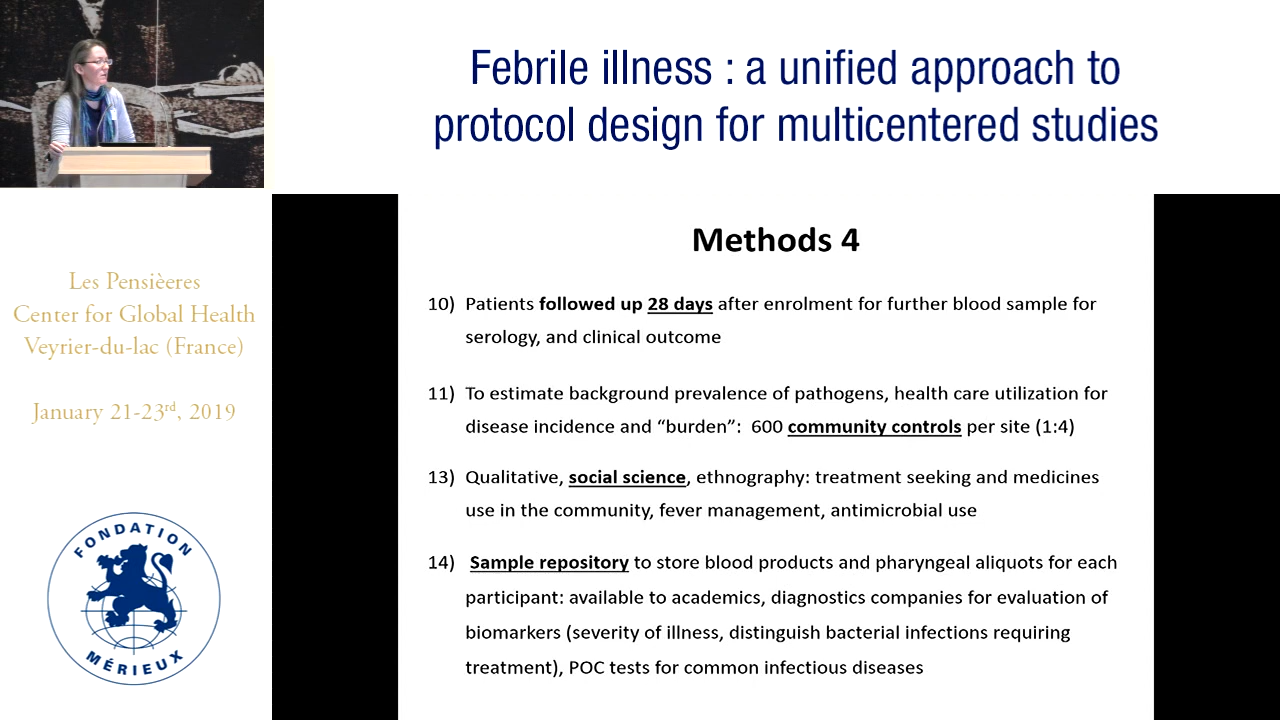 Febrile illness : a unified approach to
protocol design for multicentered studies
Les Pensièeres
Center for Global Health
Veyrier-du-lac (France)
January 21-23rd, 2019
FONDATION
MÉRIEUX
Methods 4
10) Patients followed up 28 days after enrolment for further blood sample for
serology, and clinical outcome
11) To estimate background prevalence of pathogens, health care utilization for
disease incidence and “burden”: 600 community controls per site (1:4)
13) Qualitative, social science, ethnography: treatment seeking and medicines
use in the community, fever management, antimicrobial use
14) Sample repository to store blood products and pharyngeal aliquots for each
participant: available to academics, diagnostics companies for evaluation of
biomarkers (severity of illness, distinguish bacterial infections requiring
treatment), POC tests for common infectious diseases